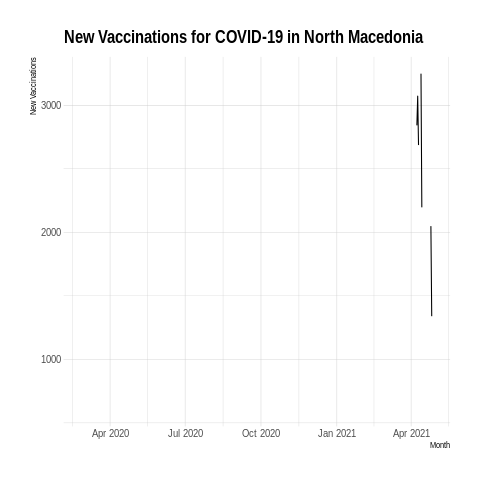 New Vaccinations for COVID-19 in North Macedonia
New Vaccinations
3000
2000
1000
Apr 2020 Jul 2020 Oct 2020 Jan 2021 Apr 2021
Month